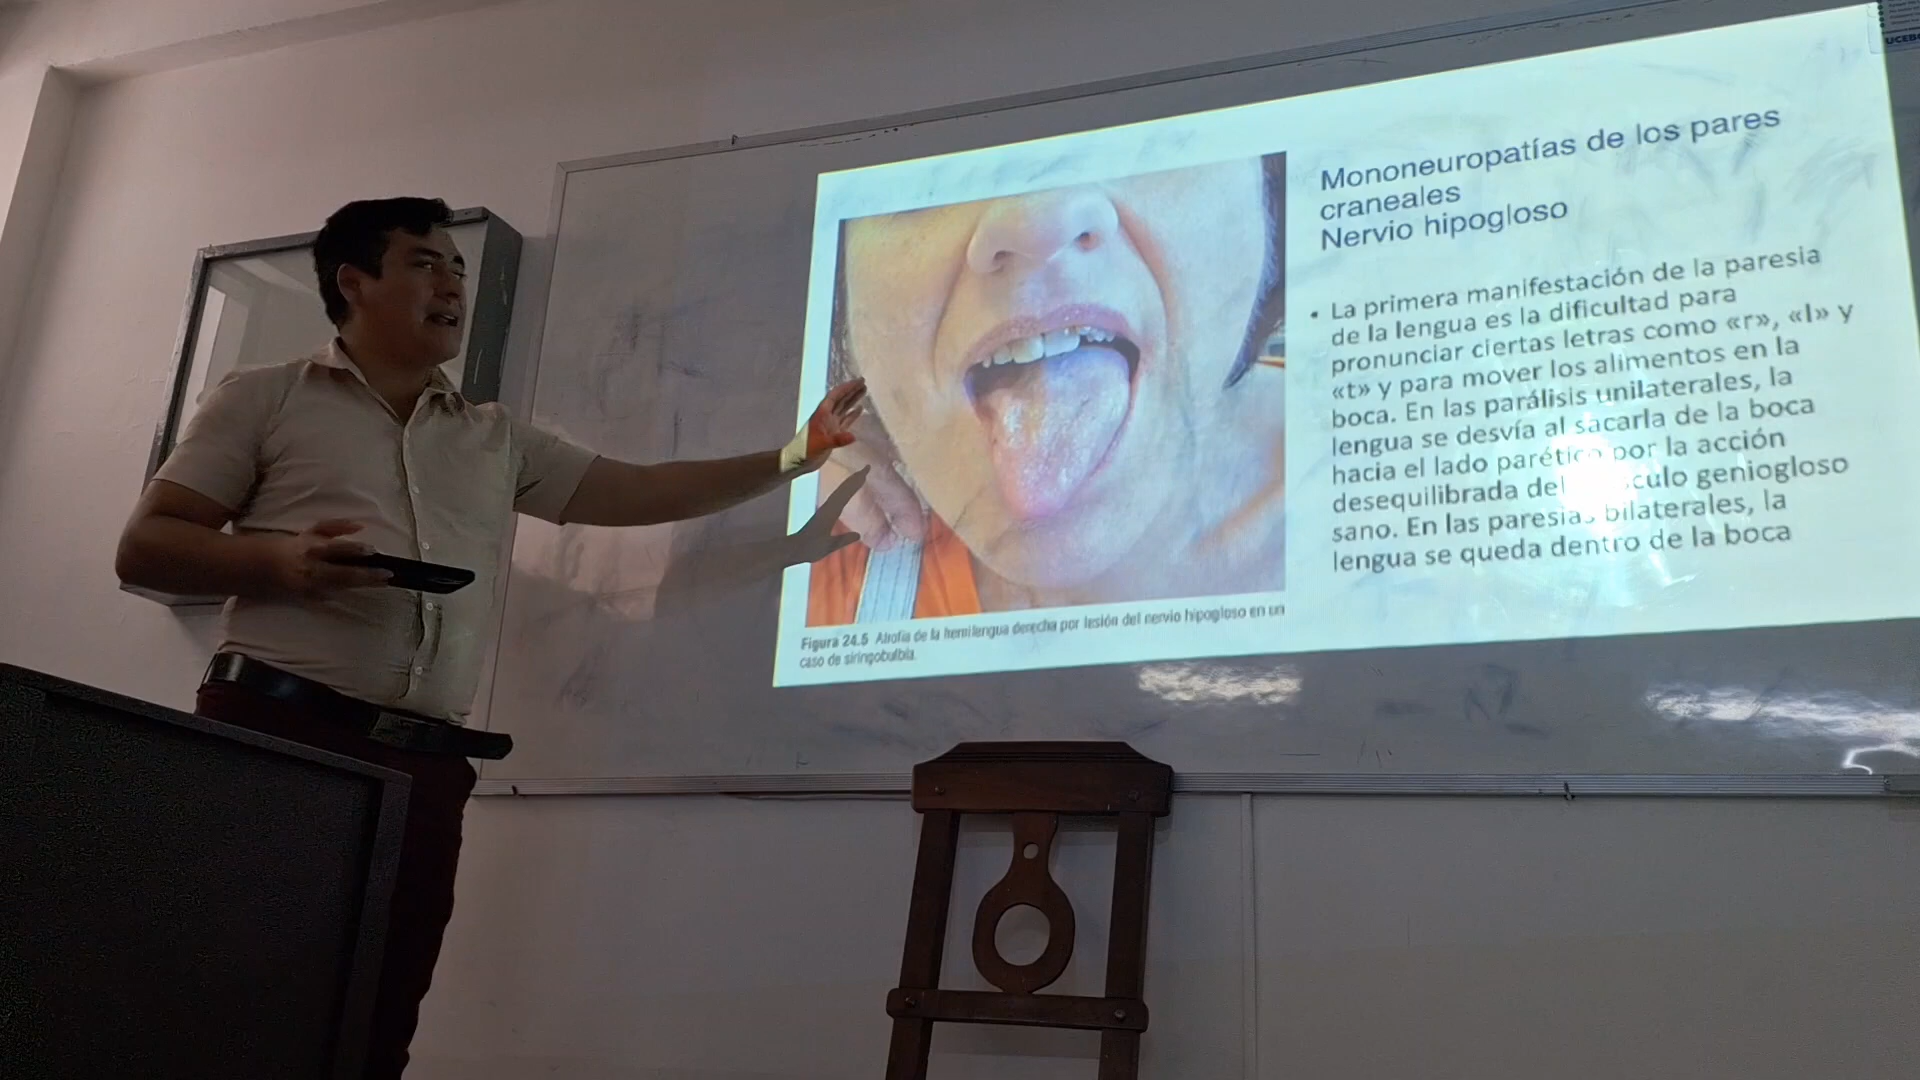 Mononeuropatías de los pares
craneales
Nervio hipogloso
• La primera manifestación de la paresia
de la lengua es la dificultad para
pronunciar ciertas letras como «r», «l» y
«t» y para mover los alimentos en la
boca. En las parálisis unilaterales, la
lengua se desvía al sacarla de la boca
hacia el lado parético por la acción
desequilibrada del culo geniogloso
sano. En las paresias bilaterales, la
lengua se queda dentro de la boca
Figura 24.5 Atrofia de la hemilengua derecha por lesión del nervio hipogloso en un
caso de siringobulbia.